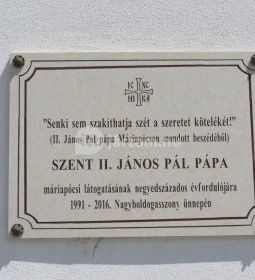 IC XC
NI KA
"Senki sem szakíthatja szét a szeretet kötelékét!"
(II. János Pál pápa Máriapócson mondott beszédéből)
SZENT II. JÁNOS PÁL PÁPA
máriapócsi látogatásának negyedszázados évfordulójára
1991 - 2016. Nagyboldogasszony ünnepén